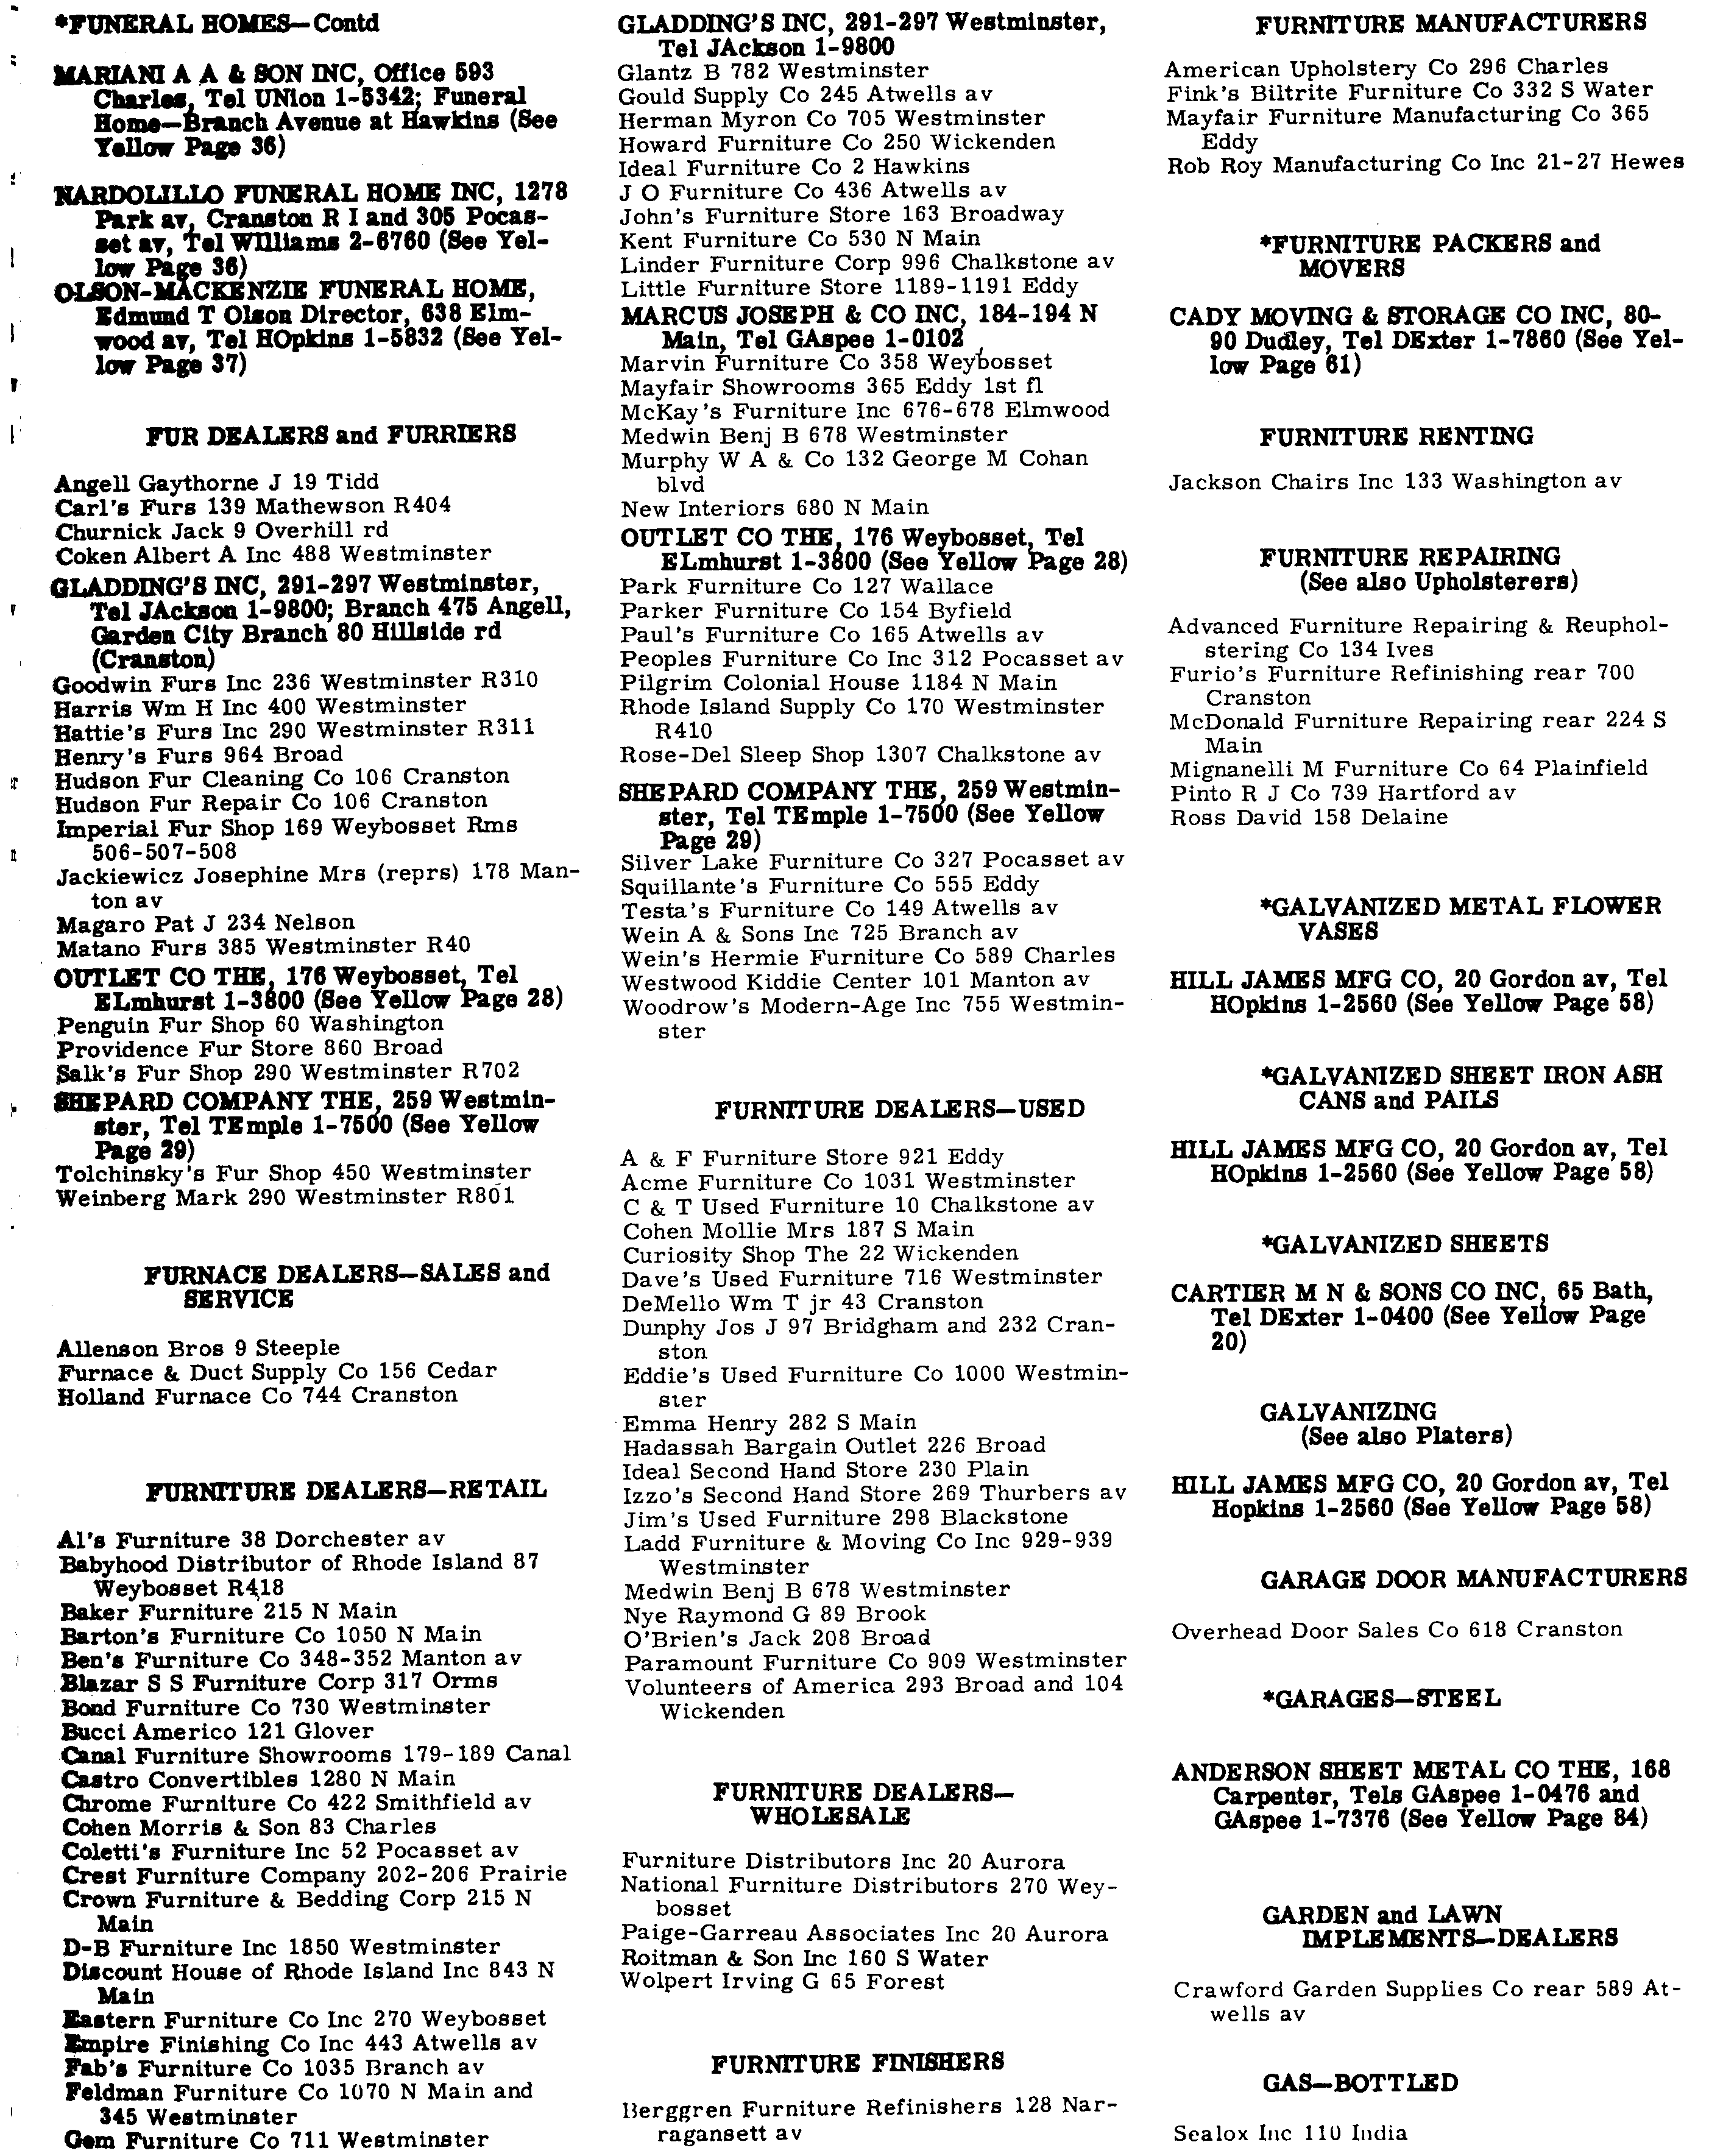 *FUNERAL HOMES—Contd
MARIANI A A & SON INC, Office 593
Charles, Tel UNion 1-5342; Funeral
Home—Branch Avenue at Hawkins (See
Yellow Page 36)
NARDOLILLO FUNERAL HOME INC, 1278
Park av, Cranston R I and 305 Pocas-
set av, Tel WIlliams 2-6760 (See Yel-
low Page 36)
OLSON-MACKENZIE FUNERAL HOME,
Edmund T Olson Director, 638 Elm-
wood av, Tel HOpkins 1-5832 (See Yel-
low Page 37)
FUR DEALERS and FURRIERS
Angell Gaythorne J 19 Tidd
Carl's Furs 139 Mathewson R404
Churnick Jack 9 Overhill rd
Coken Albert A Inc 488 Westminster
GLADDING'S INC, 291-297 Westminster,
Tel JAckson 1-9800; Branch 475 Angell,
Garden City Branch 80 Hillside rd
(Cranston)
Goodwin Furs Inc 236 Westminster R310
Harris Wm H Inc 400 Westminster
Hattie's Furs Inc 290 Westminster R311
Henry's Furs 964 Broad
Hudson Fur Cleaning Co 106 Cranston
Hudson Fur Repair Co 106 Cranston
Imperial Fur Shop 169 Weybosset Rms
506-507-508
Jackiewicz Josephine Mrs (reprs) 178 Man-
ton av
Magaro Pat J 234 Nelson
Matano Furs 385 Westminster R40
OUTLET CO THE, 176 Weybosset, Tel
ELmhurst 1-3800 (See Yellow Page 28)
Penguin Fur Shop 60 Washington
Providence Fur Store 860 Broad
Salk's Fur Shop 290 Westminster R702
SHEPARD COMPANY THE, 259 Westmin-
ster, Tel TEmple 1-7500 (See Yellow
Page 29)
Tolchinsky's Fur Shop 450 Westminster
Weinberg Mark 290 Westminster R801
FURNACE DEALERS—SALES and
SERVICE
Allenson Bros 9 Steeple
Furnace & Duct Supply Co 156 Cedar
Holland Furnace Co 744 Cranston
FURNITURE DEALERS—RETAIL
Al's Furniture 38 Dorchester av
Babyhood Distributor of Rhode Island 87
Weybosset R418
Baker Furniture 215 N Main
Barton's Furniture Co 1050 N Main
Ben's Furniture Co 348-352 Manton av
Blazar S S Furniture Corp 317 Orms
Bond Furniture Co 730 Westminster
Bucci Americo 121 Glover
Canal Furniture Showrooms 179-189 Canal
Castro Convertibles 1280 N Main
Chrome Furniture Co 422 Smithfield av
Cohen Morris & Son 83 Charles
Coletti's Furniture Inc 52 Pocasset av
Crest Furniture Company 202-206 Prairie
Crown Furniture & Bedding Corp 215 N
Main
D-B Furniture Inc 1850 Westminster
Discount House of Rhode Island Inc 843 N
Main
Eastern Furniture Co Inc 270 Weybosset
Empire Finishing Co Inc 443 Atwells av
Fab's Furniture Co 1035 Branch av
Feldman Furniture Co 1070 N Main and
345 Westminster
Gem Furniture Co 711 Westminster
GLADDING'S INC, 291-297 Westminster,
Tel JAckson 1-9800
Glantz B 782 Westminster
Gould Supply Co 245 Atwells av
Herman Myron Co 705 Westminster
Howard Furniture Co 250 Wickenden
Ideal Furniture Co 2 Hawkins
J O Furniture Co 436 Atwells av
John's Furniture Store 163 Broadway
Kent Furniture Co 530 N Main
Linder Furniture Corp 996 Chalkstone av
Little Furniture Store 1189-1191 Eddy
MARCUS JOSEPH & CO INC, 184-194 N
Main, Tel GAspee 1-0102
Marvin Furniture Co 358 Weybosset
Mayfair Showrooms 365 Eddy 1st fl
McKay's Furniture Inc 676-678 Elmwood
Medwin Benj B 678 Westminster
Murphy W A & Co 132 George M Cohan
blvd
New Interiors 680 N Main
OUTLET CO THE, 176 Weybosset, Tel
ELmhurst 1-3800 (See Yellow Page 28)
Park Furniture Co 127 Wallace
Parker Furniture Co 154 Byfield
Paul's Furniture Co 165 Atwells av
Peoples Furniture Co Inc 312 Pocasset av
Pilgrim Colonial House 1184 N Main
Rhode Island Supply Co 170 Westminster
R410
Rose-Del Sleep Shop 1307 Chalkstone av
SHEPARD COMPANY THE, 259 Westmin-
ster, Tel TEmple 1-7500 (See Yellow
Page 29)
Silver Lake Furniture Co 327 Pocasset av
Squillante's Furniture Co 555 Eddy
Testa's Furniture Co 149 Atwells av
Wein A & Sons Inc 725 Branch av
Wein's Hermie Furniture Co 589 Charles
Westwood Kiddie Center 101 Manton av
Woodrow's Modern-Age Inc 755 Westmin-
ster
FURNITURE DEALERS—USED
A & F Furniture Store 921 Eddy
Acme Furniture Co 1031 Westminster
C & T Used Furniture 10 Chalkstone av
Cohen Mollie Mrs 187 S Main
Curiosity Shop The 22 Wickenden
Dave's Used Furniture 716 Westminster
DeMello Wm T jr 43 Cranston
Dunphy Jos J 97 Bridgham and 232 Cran-
ston
Eddie's Used Furniture Co 1000 Westmin-
ster
Emma Henry 282 S Main
Hadassah Bargain Outlet 226 Broad
Ideal Second Hand Store 230 Plain
Izzo's Second Hand Store 269 Thurbers av
Jim's Used Furniture 298 Blackstone
Ladd Furniture & Moving Co Inc 929-939
Westminster
Medwin Benj B 678 Westminster
Nye Raymond G 89 Brook
O'Brien's Jack 208 Broad
Paramount Furniture Co 909 Westminster
Volunteers of America 293 Broad and 104
Wickenden
FURNITURE DEALERS—
WHOLESALE
Furniture Distributors Inc 20 Aurora
National Furniture Distributors 270 Wey-
bosset
Paige-Garreau Associates Inc 20 Aurora
Roitman & Son Inc 160 S Water
Wolpert Irving G 65 Forest
FURNITURE FINISHERS
Berggren Furniture Refinishers 128 Nar-
ragansett av
FURNITURE MANUFACTURERS
American Upholstery Co 296 Charles
Fink's Biltrite Furniture Co 332 S Water
Mayfair Furniture Manufacturing Co 365
Eddy
Rob Roy Manufacturing Co Inc 21-27 Hewes
*FURNITURE PACKERS and
MOVERS
CADY MOVING & STORAGE CO INC, 80-
90 Dudley, Tel DExter 1-7860 (See Yel-
low Page 61)
FURNITURE RENTING
Jackson Chairs Inc 133 Washington av
FURNITURE REPAIRING
(See also Upholsterers)
Advanced Furniture Repairing & Reuphol-
stering Co 134 Ives
Furio's Furniture Refinishing rear 700
Cranston
McDonald Furniture Repairing rear 224 S
Main
Mignanelli M Furniture Co 64 Plainfield
Pinto R J Co 739 Hartford av
Ross David 158 Delaine
*GALVANIZED METAL FLOWER
VASES
HILL JAMES MFG CO, 20 Gordon av, Tel
HOpkins 1-2560 (See Yellow Page 58)
*GALVANIZED SHEET IRON ASH
CANS and PAILS
HILL JAMES MFG CO, 20 Gordon av, Tel
HOpkins 1-2560 (See Yellow Page 58)
*GALVANIZED SHEETS
CARTIER M N & SONS CO INC, 65 Bath,
Tel DExter 1-0400 (See Yellow Page
20)
GALVANIZING
(See also Platers)
HILL JAMES MFG CO, 20 Gordon av, Tel
Hopkins 1-2560 (See Yellow Page 58)
GARAGE DOOR MANUFACTURERS
Overhead Door Sales Co 618 Cranston
*GARAGES—STEEL
ANDERSON SHEET METAL CO THE, 168
Carpenter, Tels GAspee 1-0476 and
GAspee 1-7376 (See Yellow Page 84)
GARDEN and LAWN
IMPLEMENTS—DEALERS
Crawford Garden Supplies Co rear 589 At-
wells av
GAS—BOTTLED
Sealox Inc 110 India